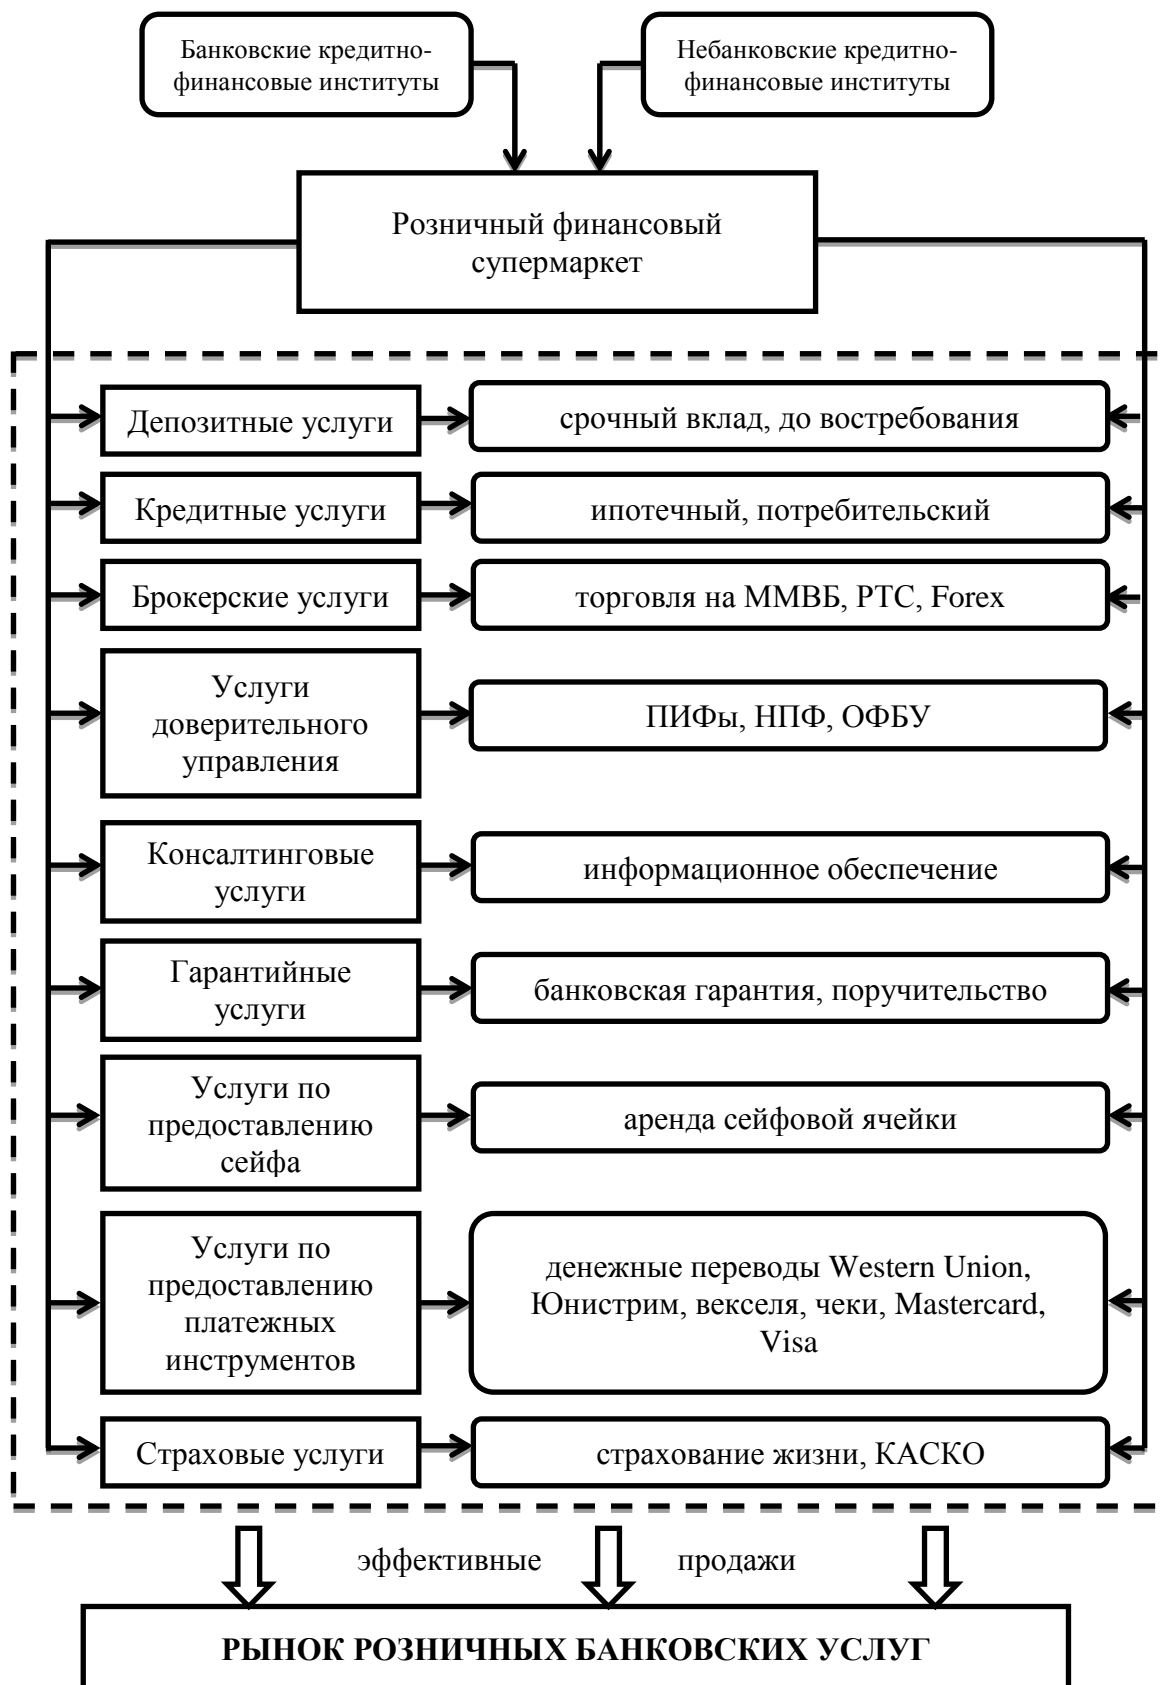 Банковские кредитно-
финансовые институты
Небанковские кредитно-
финансовые институты
Розничный финансовый
супермаркет
Депозитные услуги
срочный вклад, до востребования
Кредитные услуги
ипотечный, потребительский
Брокерские услуги
торговля на ММВБ, РТС, Forex
Услуги
доверительного
управления
ПИФы, НПФ, ОФБУ
Консалтинговые
услуги
информационное обеспечение
Гарантийные
услуги
банковская гарантия, поручительство
Услуги по
предоставлению
сейфа
аренда сейфовой ячейки
Услуги по
предоставлению
платежных
инструментов
денежные переводы Western Union,
Юнистрим, векселя, чеки, Mastercard,
Visa
Страховые услуги
страхование жизни, КАСКО
эффективные продажи
РЫНОК РОЗНИЧНЫХ БАНКОВСКИХ УСЛУГ